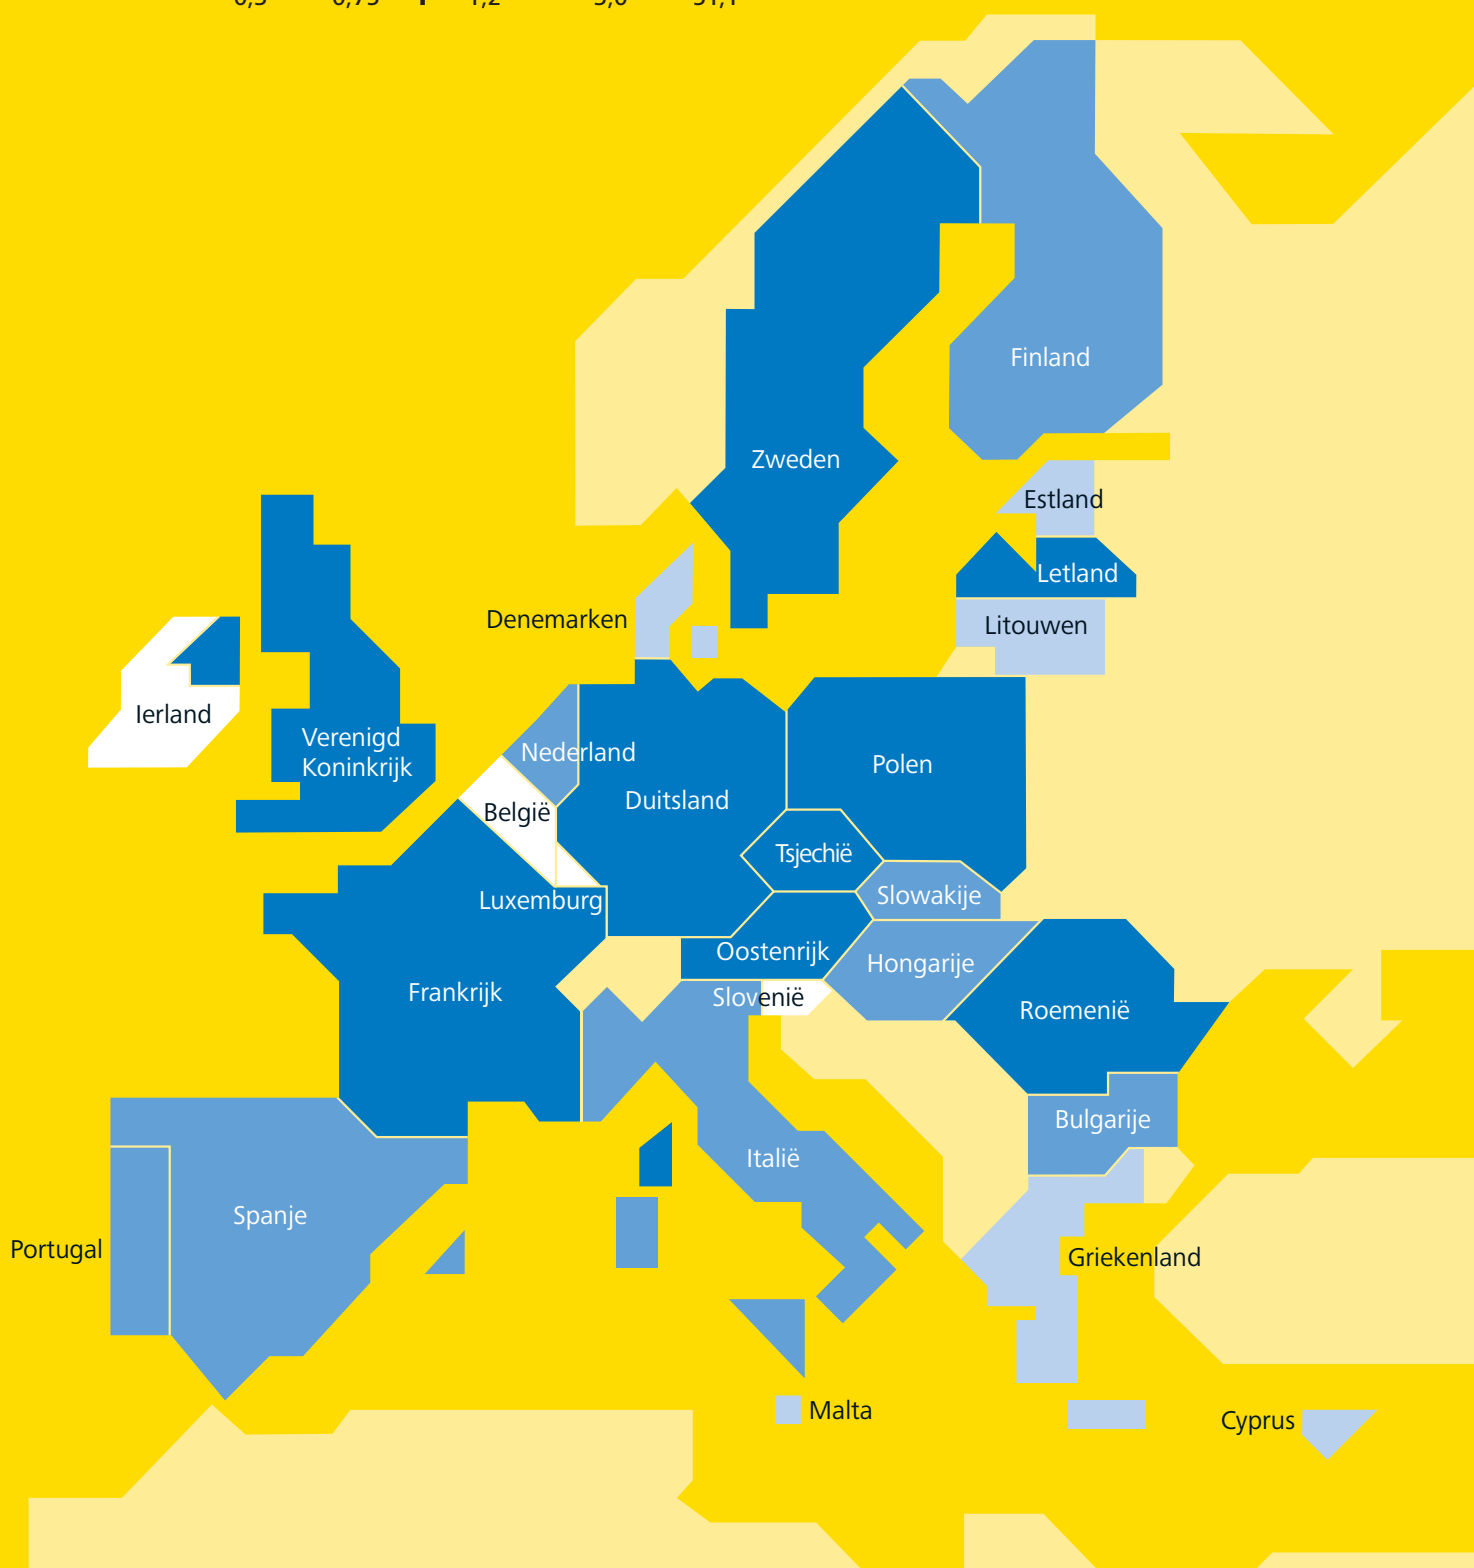 Finland
Zweden
Estland
Letland
Denemarken
Litouwen
Ierland
Verenigd
Koninkrijk
Nederland
Polen
Duitsland
België
Tsjechië
Slowakije
Luxemburg
Oostenrijk
Hongarije
Frankrijk
Slovenië
Roemenië
Bulgarije
Italië
Spanje
Portugal
Griekenland
Malta
Cyprus